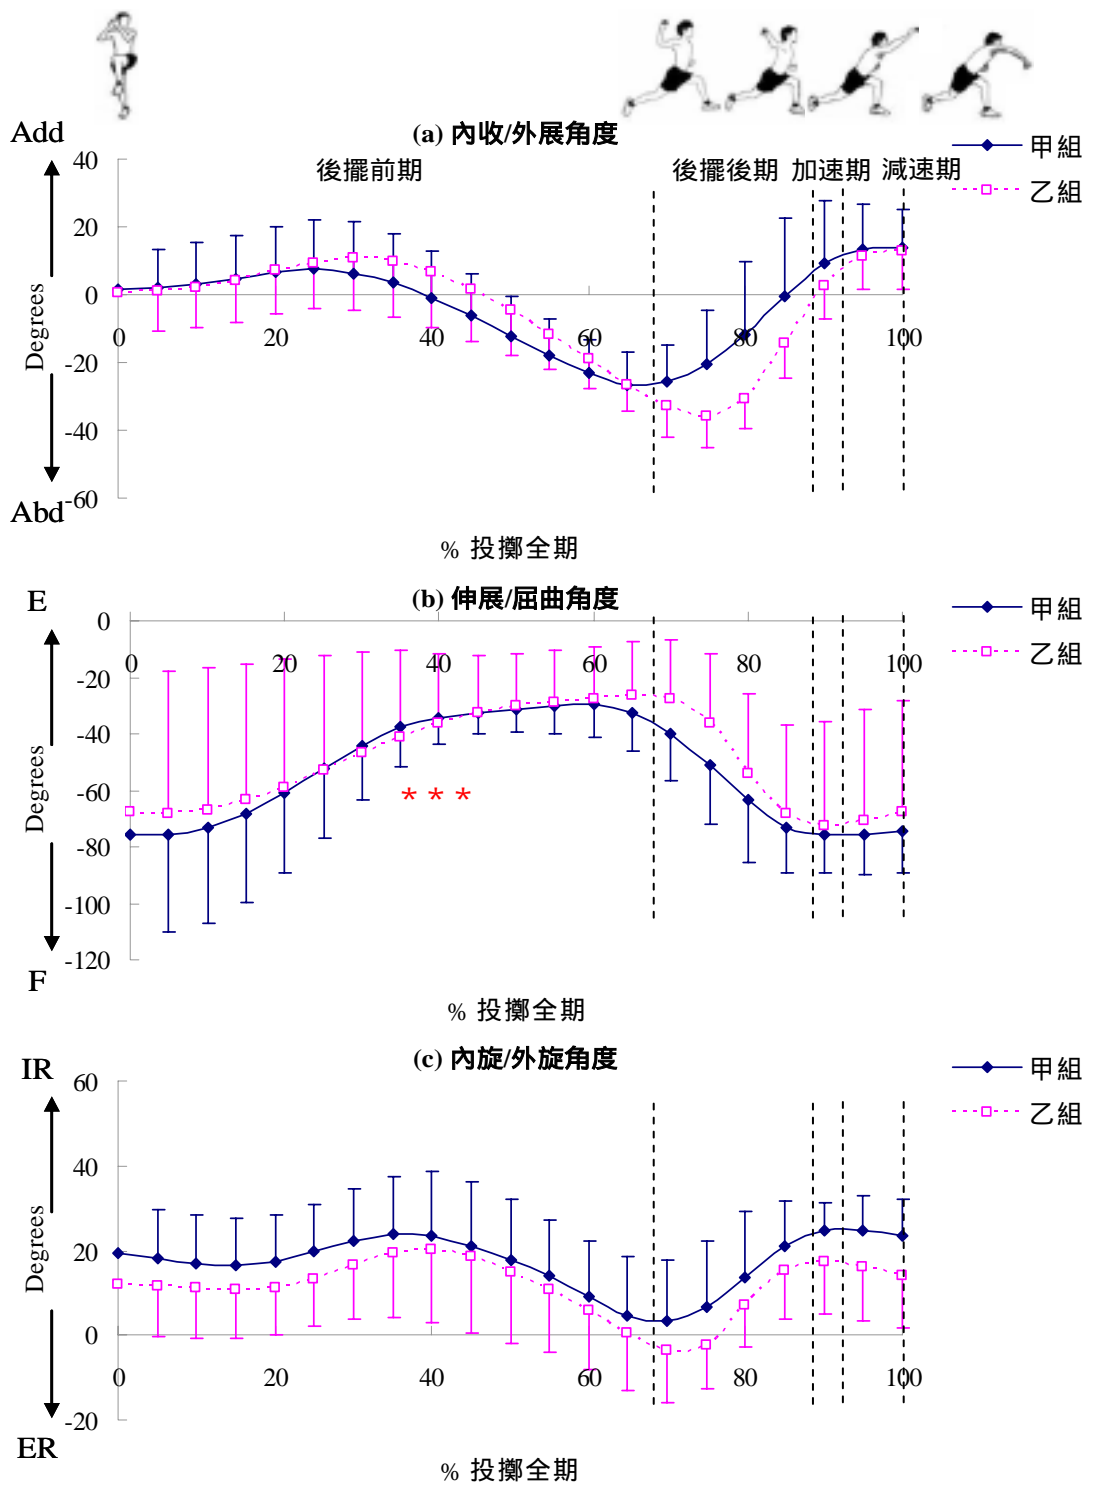 Add
(a) 內收/外展角度
甲組
乙組
後擺前期 後擺後期 加速期 減速期
40
20
0
-20
-40
-60
Degrees
0 20 40 60 80 100
Abd
% 投擲全期
E
(b) 伸展/屈曲角度
甲組
乙組
0
-20
-40
-60
-80
-100
-120
Degrees
0 20 40 60 80 100
* * *
F
% 投擲全期
IR
(c) 內旋/外旋角度
甲組
乙組
60
40
20
0
-20
Degrees
0 20 40 60 80 100
ER
% 投擲全期